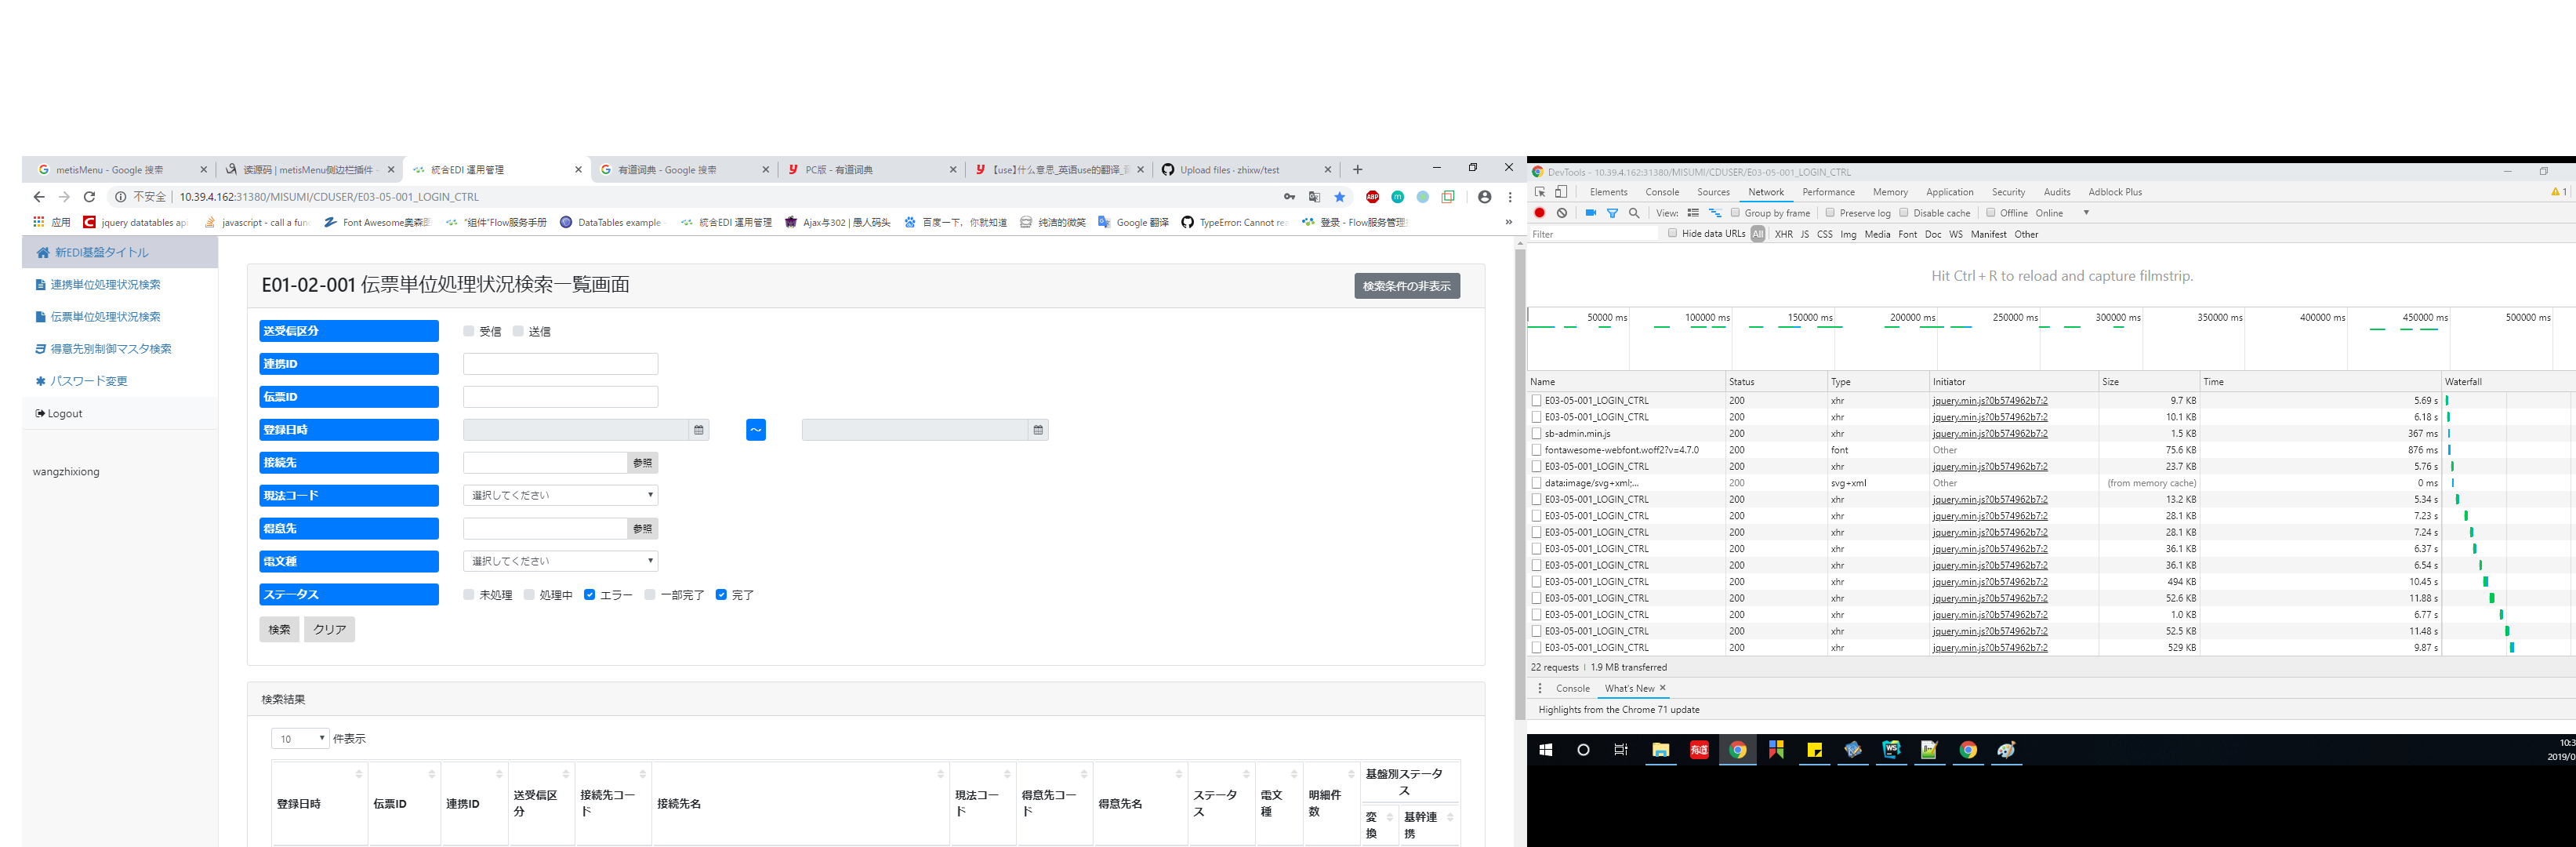 metisMenu - Google 搜索
读源码 | metisMenu侧边栏插件 -
統合EDI 運用管理
有道词典 - Google 搜索
PC版 - 有道词典
【use】什么意思_英语use的翻译_
Upload files · zhixw/test
不安全 | 10.39.4.162:31380/MISUMI/CDUSER/E03-05-001_LOGIN_CTRL
应用
jquery datatables api
javascript - call a func
Font Awesome奥森图
"组件"Flow服务手册
DataTables example -
統合EDI 運用管理
Ajax与302 | 愚人码头
百度一下，你就知道
纯洁的微笑
Google 翻译
TypeError: Cannot rea
登录 - Flow服务管理
»
新EDI基盤タイトル
連携単位処理状況検索
伝票単位処理状況検索
得意先別制御マスタ検索
パスワード変更
Logout
wangzhixiong
E01-02-001 伝票単位処理状況検索一覧画面
検索条件の非表示
送受信区分 受信 送信
連携ID
伝票ID
登録日時 ～
接続先 参照
現法コード 選択してください
得意先 参照
電文種 選択してください
ステータス 未処理 処理中 エラー 一部完了 完了
検索 クリア
検索結果
10 件表示
登録日時 伝票ID 連携ID 送受信区分 接続先コード 接続先名 現法コード 得意先コード 得意先名 ステータス 電文種 明細件数 基盤別ステータス
変換 基幹連携
DevTools - 10.39.4.162:31380/MISUMI/CDUSER/E03-05-001_LOGIN_CTRL
Elements Console Sources Network Performance Memory Application Security Audits Adblock Plus 1
View: Group by frame Preserve log Disable cache Offline Online
Filter Hide data URLs All XHR JS CSS Img Media Font Doc WS Manifest Other
Hit Ctrl + R to reload and capture filmstrip.
50000 ms 100000 ms 150000 ms 200000 ms 250000 ms 300000 ms 350000 ms 400000 ms 450000 ms 500000 ms
Name Status Type Initiator Size Time Waterfall
E03-05-001_LOGIN_CTRL 200 xhr jquery.min.js?0b574962b7:2 9.7 KB 5.69 s
E03-05-001_LOGIN_CTRL 200 xhr jquery.min.js?0b574962b7:2 10.1 KB 6.18 s
sb-admin.min.js 200 xhr jquery.min.js?0b574962b7:2 1.5 KB 367 ms
fontawesome-webfont.woff2?v=4.7.0 200 font Other 75.6 KB 876 ms
E03-05-001_LOGIN_CTRL 200 xhr jquery.min.js?0b574962b7:2 23.7 KB 5.76 s
data:image/svg+xml;... 200 svg+xml Other (from memory cache) 0 ms
E03-05-001_LOGIN_CTRL 200 xhr jquery.min.js?0b574962b7:2 13.2 KB 5.34 s
E03-05-001_LOGIN_CTRL 200 xhr jquery.min.js?0b574962b7:2 28.1 KB 7.23 s
E03-05-001_LOGIN_CTRL 200 xhr jquery.min.js?0b574962b7:2 28.1 KB 7.24 s
E03-05-001_LOGIN_CTRL 200 xhr jquery.min.js?0b574962b7:2 36.1 KB 6.37 s
E03-05-001_LOGIN_CTRL 200 xhr jquery.min.js?0b574962b7:2 36.1 KB 6.54 s
E03-05-001_LOGIN_CTRL 200 xhr jquery.min.js?0b574962b7:2 494 KB 10.45 s
E03-05-001_LOGIN_CTRL 200 xhr jquery.min.js?0b574962b7:2 52.6 KB 11.88 s
E03-05-001_LOGIN_CTRL 200 xhr jquery.min.js?0b574962b7:2 1.0 KB 6.77 s
E03-05-001_LOGIN_CTRL 200 xhr jquery.min.js?0b574962b7:2 52.5 KB 11.48 s
E03-05-001_LOGIN_CTRL 200 xhr jquery.min.js?0b574962b7:2 529 KB 9.87 s
22 requests | 1.9 MB transferred
Console What's New
Highlights from the Chrome 71 update
10:3
2019/0